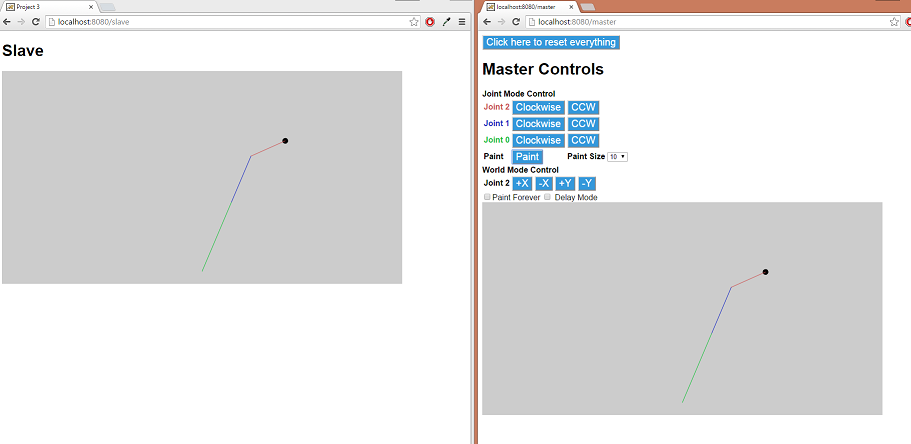 Project 3
localhost:8080/slave
Slave
localhost:8080/master
localhost:8080/master
Click here to reset everything
Master Controls
Joint Mode Control
Joint 2 Clockwise CCW
Joint 1 Clockwise CCW
Joint 0 Clockwise CCW
Paint Paint Paint Size 10
World Mode Control
Joint 2 +X -X +Y -Y
Paint Forever Delay Mode